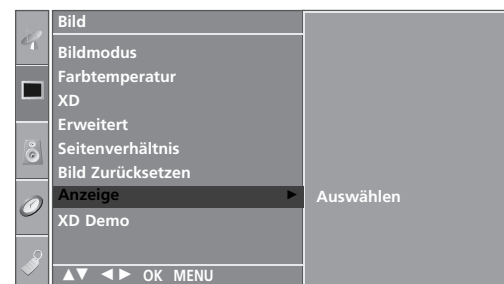 Bild
Bildmodus
Farbtemperatur
XD
Erweitert
Seitenverhältnis
Bild Zurücksetzen
Anzeige ► Auswählen
XD Demo
▲▼ ◄► OK MENU